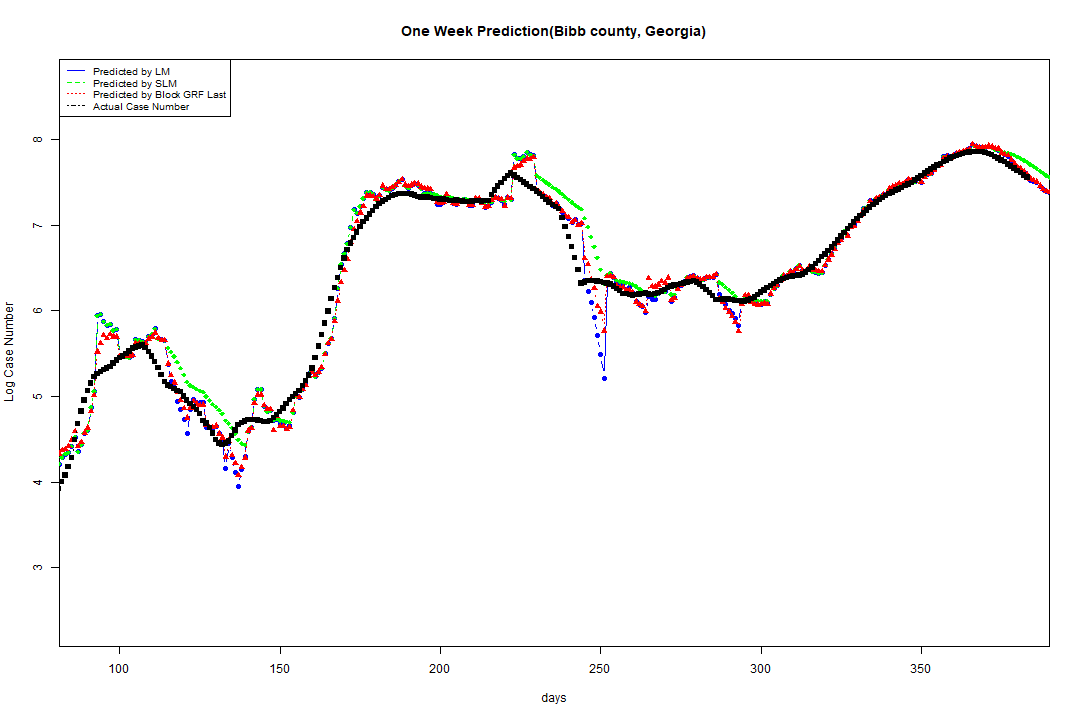 One Week Prediction(Bibb county, Georgia)
Predicted by LM
Predicted by SLM
Predicted by Block GRF Last
Actual Case Number
8
7
6
5
4
3
Log Case Number
100 150 200 250 300 350
days